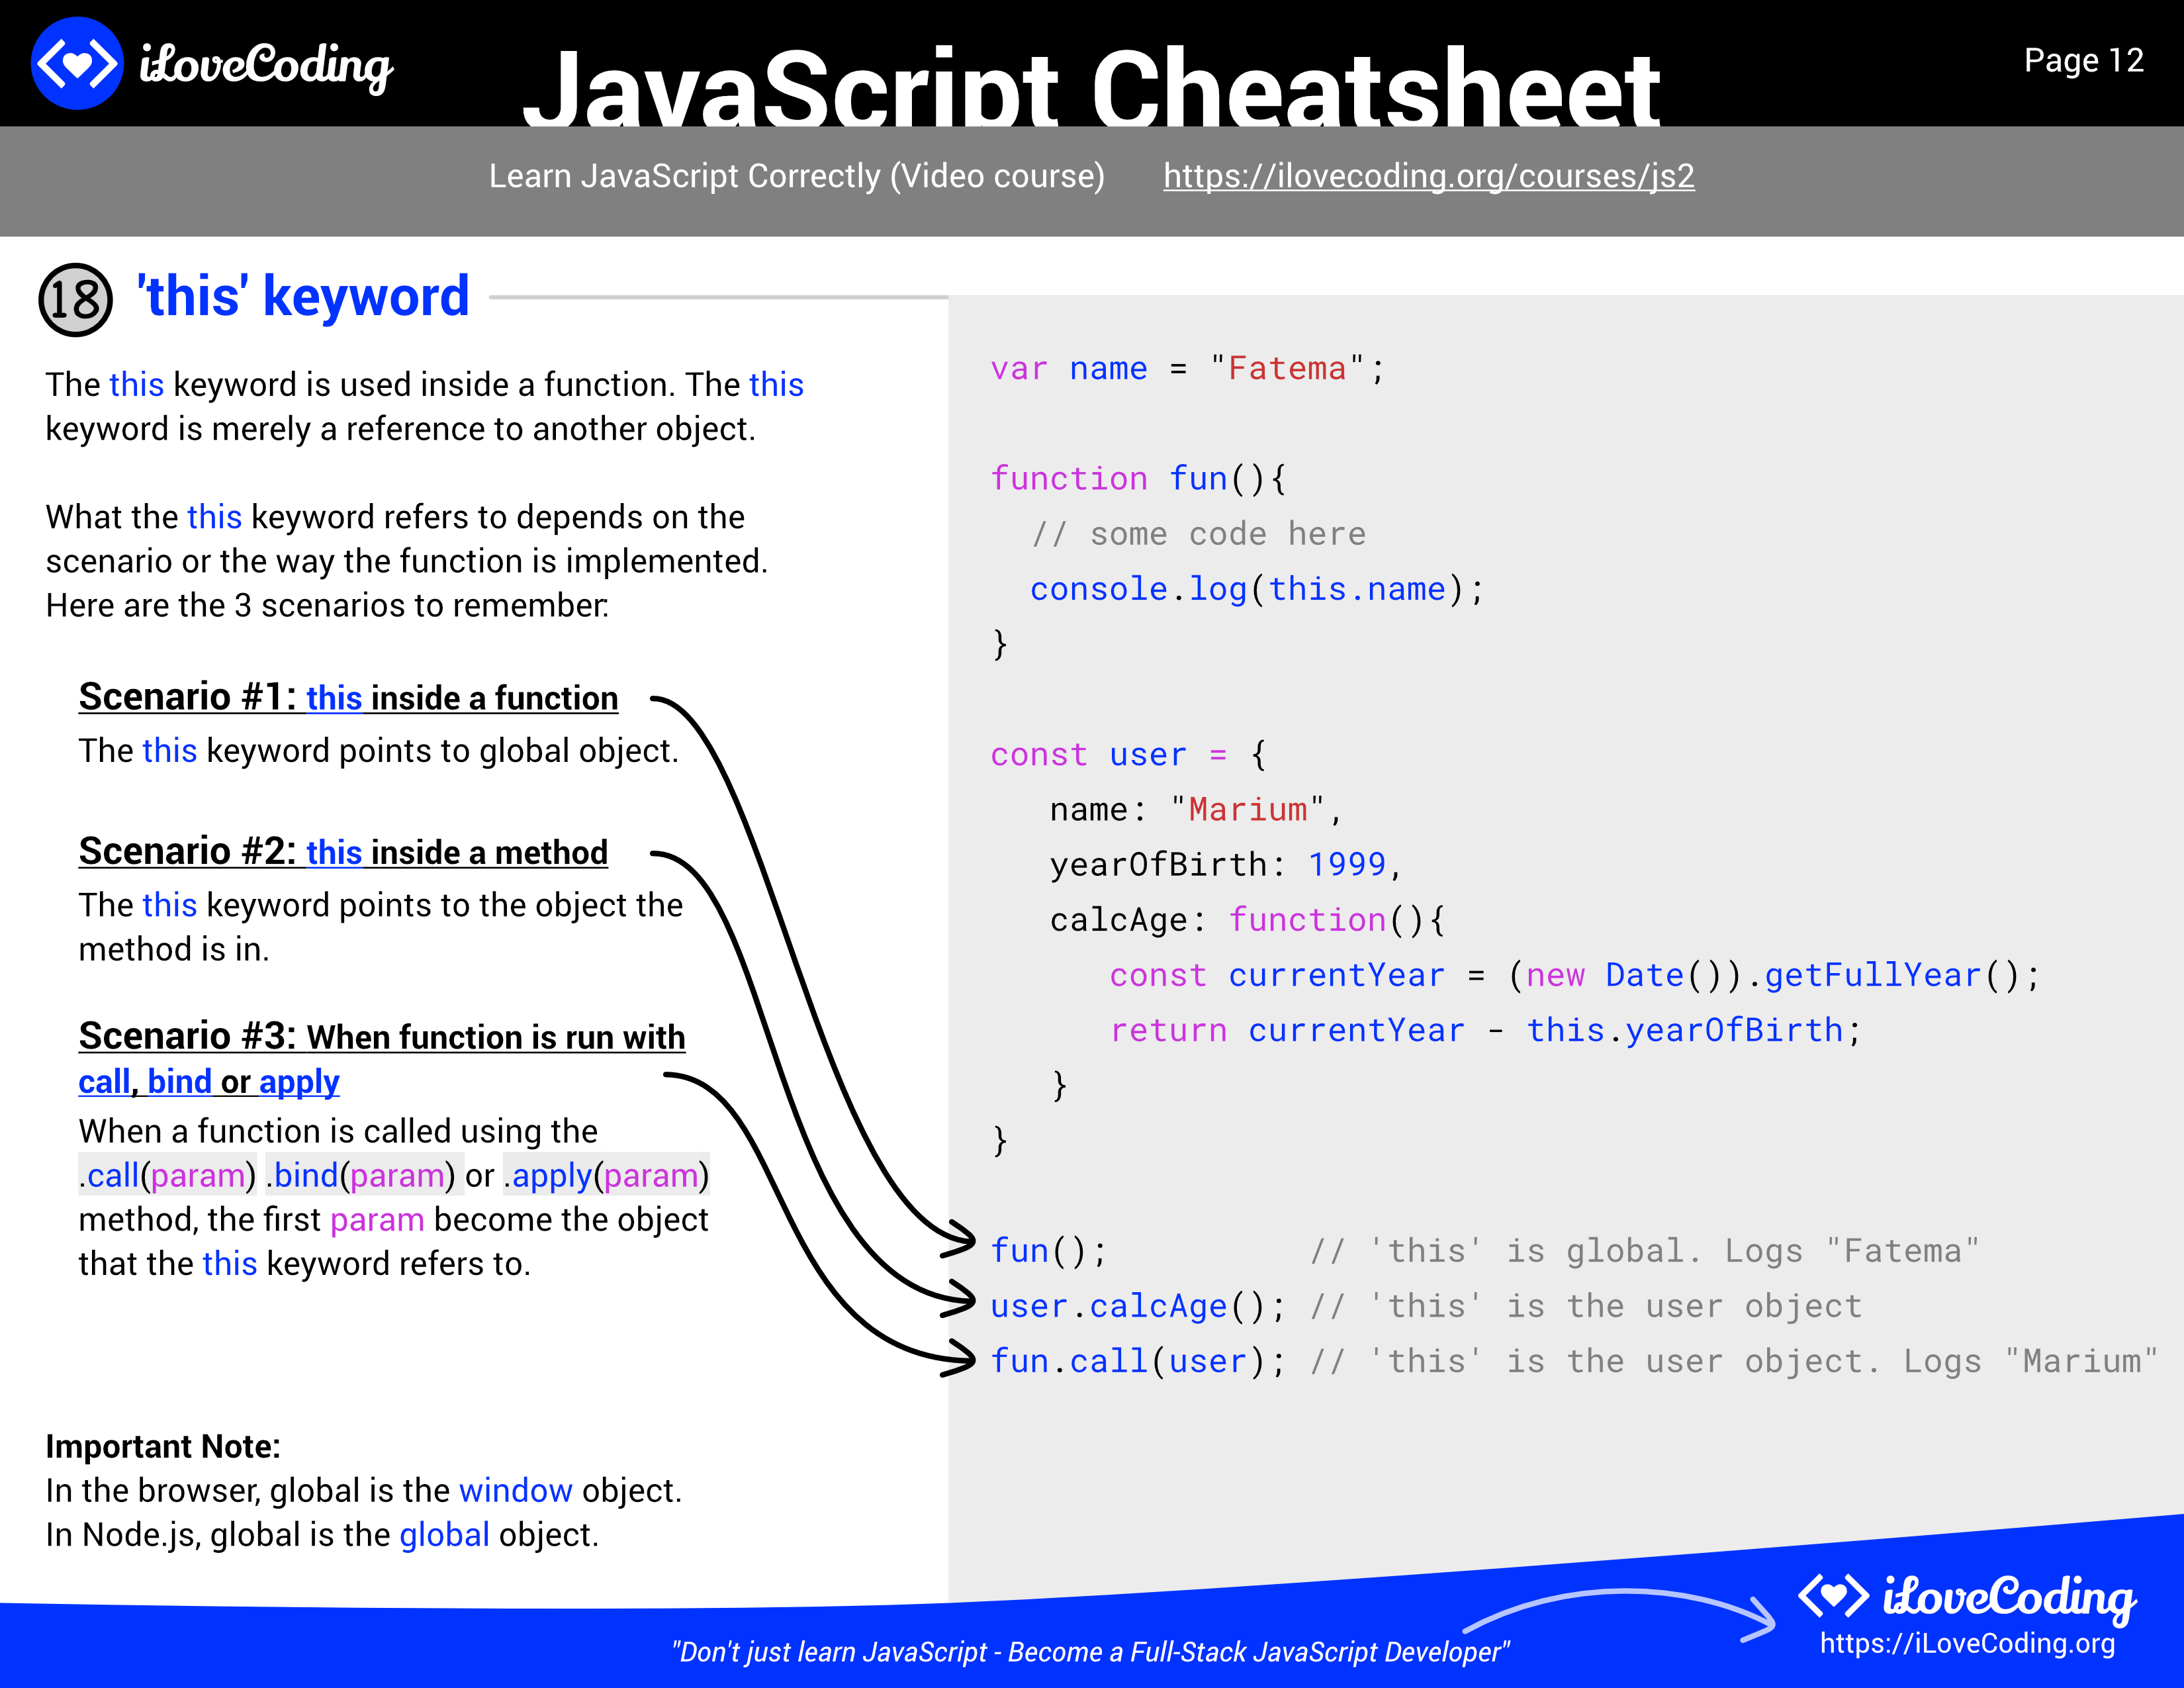 iLoveCoding
JavaScript Cheatsheet
Page 12
Learn JavaScript Correctly (Video course) https://ilovecoding.org/courses/js2
18 'this' keyword
The this keyword is used inside a function. The this
keyword is merely a reference to another object.
What the this keyword refers to depends on the
scenario or the way the function is implemented.
Here are the 3 scenarios to remember:
Scenario #1: this inside a function
The this keyword points to global object.
Scenario #2: this inside a method
The this keyword points to the object the
method is in.
Scenario #3: When function is run with
call, bind or apply
When a function is called using the
.call(param) .bind(param) or .apply(param)
method, the first param become the object
that the this keyword refers to.
Important Note:
In the browser, global is the window object.
In Node.js, global is the global object.
var name = "Fatema";
function fun(){
// some code here
console.log(this.name);
}
const user = {
name: "Marium",
yearOfBirth: 1999,
calcAge: function(){
const currentYear = (new Date()).getFullYear();
return currentYear - this.yearOfBirth;
}
}
fun(); // 'this' is global. Logs "Fatema"
user.calcAge(); // 'this' is the user object
fun.call(user); // 'this' is the user object. Logs "Marium"
"Don't just learn JavaScript - Become a Full-Stack JavaScript Developer"
iLoveCoding
https://iLoveCoding.org